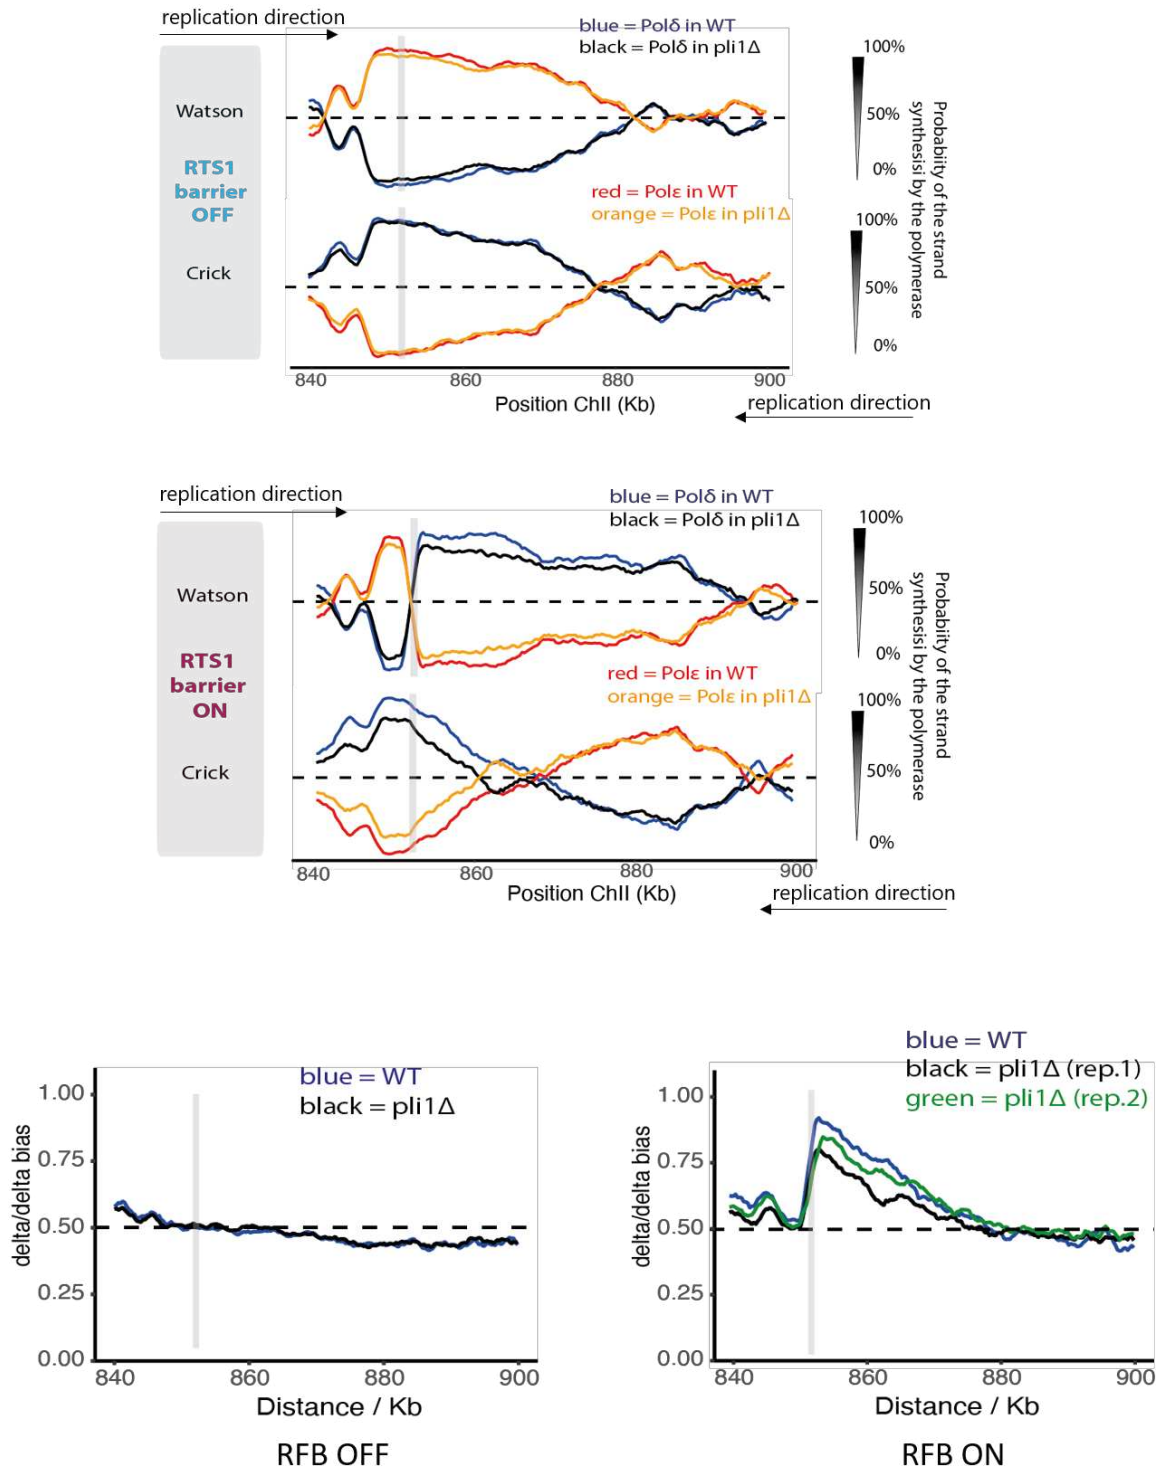 replication direction
blue = Polδ in WT
black = Polδ in pli1Δ
100%
Watson
50%
RTS1
barrier
OFF
0%
Probabiity of the strand
synthesisi by the polymerase
red = Polε in WT
orange = Polε in pli1Δ
100%
Crick
50%
0%
840
860
880
900
Position ChII (Kb)
replication direction
replication direction
blue = Polδ in WT
black = Polδ in pli1Δ
100%
Watson
50%
RTS1
barrier
ON
0%
Probabiity of the strand
synthesisi by the polymerase
red = Polε in WT
orange = Polε in pli1Δ
100%
Crick
50%
0%
840
860
880
900
Position ChII (Kb)
replication direction
blue = WT
black = pli1Δ
1.00
0.75
0.50
0.25
0.00
delta/delta bias
840
860
880
900
Distance / Kb
RFB OFF
blue = WT
black = pli1Δ (rep.1)
green = pli1Δ (rep.2)
1.00
0.75
0.50
0.25
0.00
delta/delta bias
840
860
880
900
Distance / Kb
RFB ON